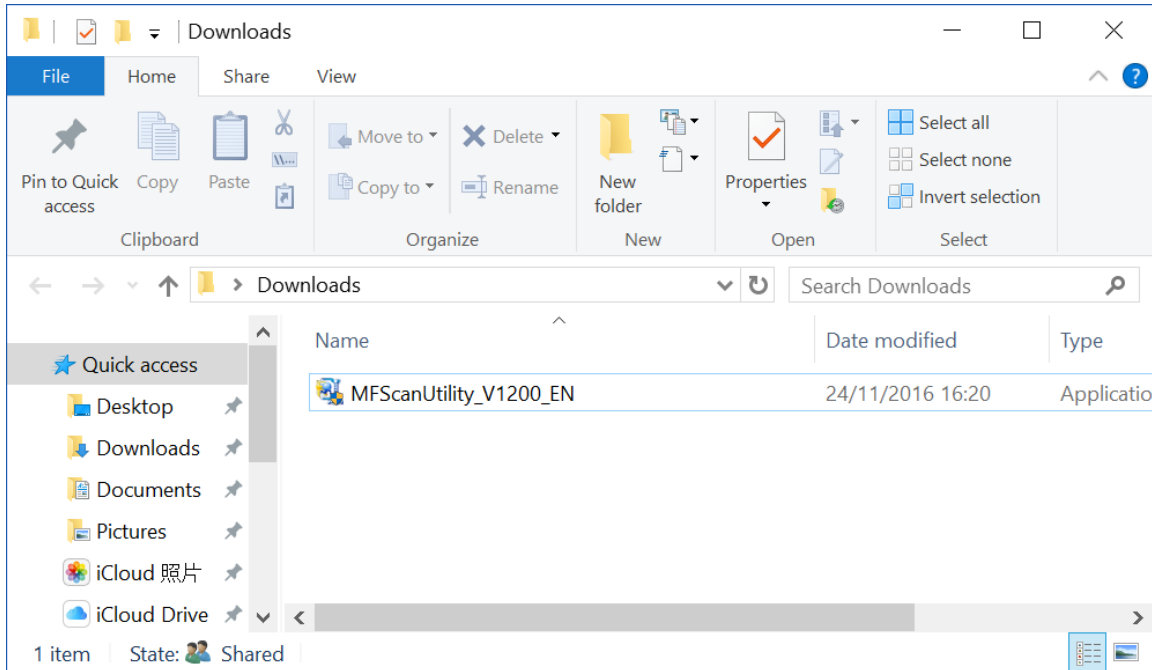 Downloads
File Home Share View
Pin to Quick access
Copy
Paste
Move to
Copy to
Delete
Rename
New folder
Properties
Select all
Select none
Invert selection
Clipboard Organize New Open Select
Downloads
Search Downloads
Name Date modified Type
Quick access
MFScanUtility_V1200_EN 24/11/2016 16:20 Applicatio
Desktop
Downloads
Documents
Pictures
iCloud 照片
iCloud Drive
1 item State: Shared